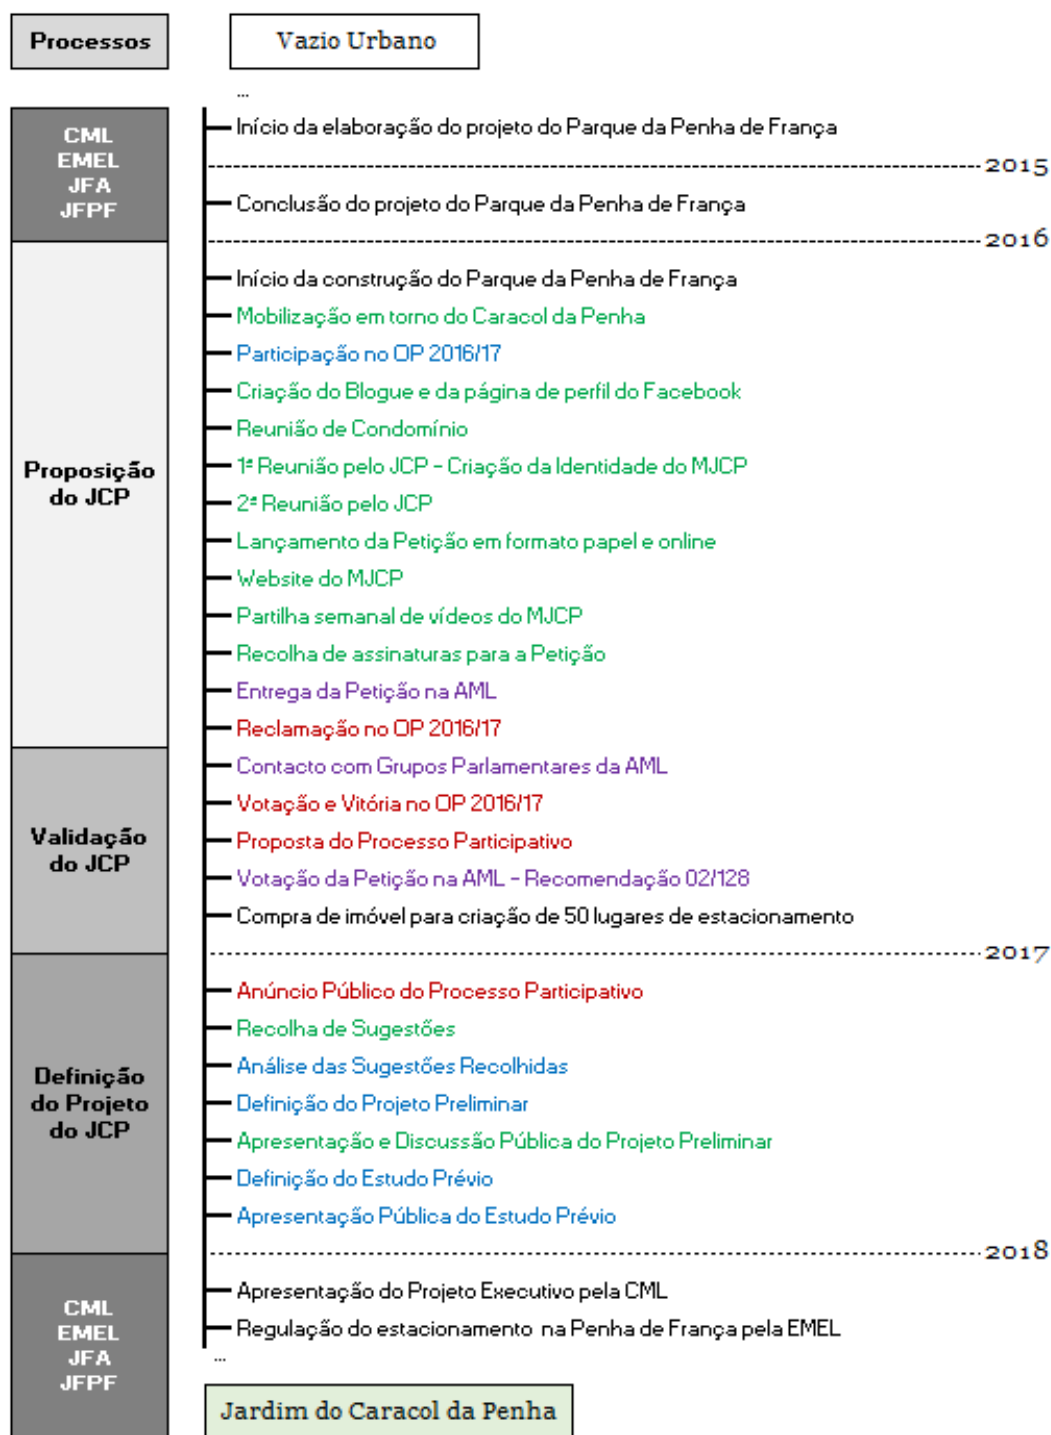 Processos
Vazio Urbano
...
CML
EMEL
JFA
JFPF
Início da elaboração do projeto do Parque da Penha de França
2015
Conclusão do projeto do Parque da Penha de França
2016
Proposição
do JCP
Início da construção do Parque da Penha de França
Mobilização em torno do Caracol da Penha
Participação no OP 2016/17
Criação do Blogue e da página de perfil do Facebook
Reunião de Condomínio
1ª Reunião pelo JCP - Criação da Identidade do MJCP
2ª Reunião pelo JCP
Lançamento da Petição em formato papel e online
Website do MJCP
Partilha semanal de vídeos do MJCP
Recolha de assinaturas para a Petição
Entrega da Petição na AML
Reclamação no OP 2016/17
Validação
do JCP
Contacto com Grupos Parlamentares da AML
Votação e Vitória no OP 2016/17
Proposta do Processo Participativo
Votação da Petição na AML - Recomendação 02/128
Compra de imóvel para criação de 50 lugares de estacionamento
2017
Definição
do Projeto
do JCP
Anúncio Público do Processo Participativo
Recolha de Sugestões
Análise das Sugestões Recolhidas
Definição do Projeto Preliminar
Apresentação e Discussão Pública do Projeto Preliminar
Definição do Estudo Prévio
Apresentação Pública do Estudo Prévio
2018
CML
EMEL
JFA
JFPF
Apresentação do Projeto Executivo pela CML
Regulação do estacionamento na Penha de França pela EMEL
...
Jardim do Caracol da Penha